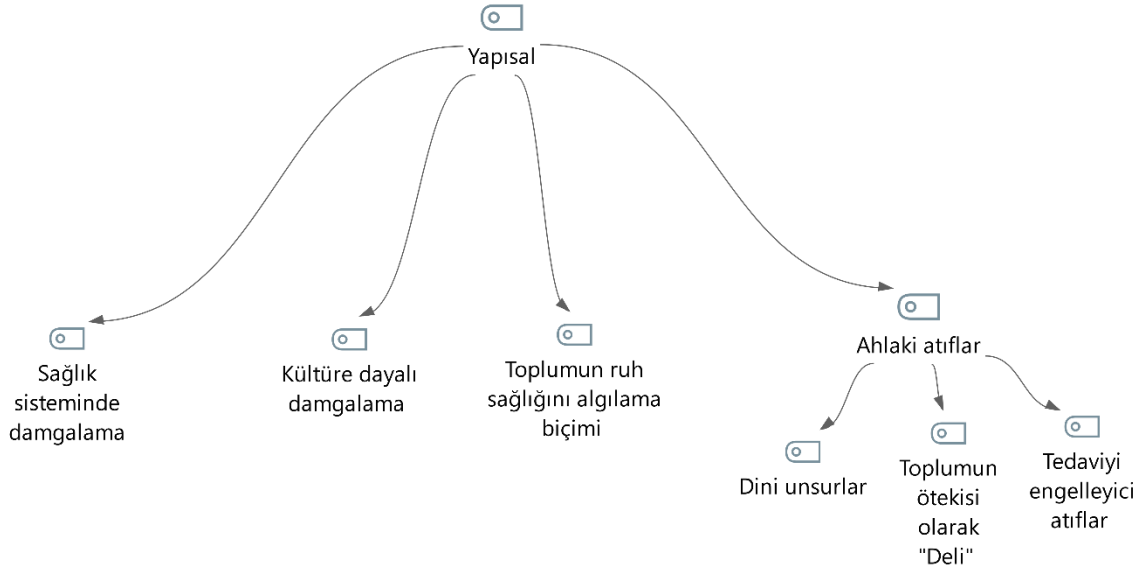 Yapısal
Sağlık
sisteminde
damgalama
Kültüre dayalı
damgalama
Toplumun ruh
sağlığını algılama
biçimi
Ahlaki atıflar
Dini unsurlar
Toplumun
ötekisi
olarak
"Deli"
Tedaviyi
engelleyici
atıflar